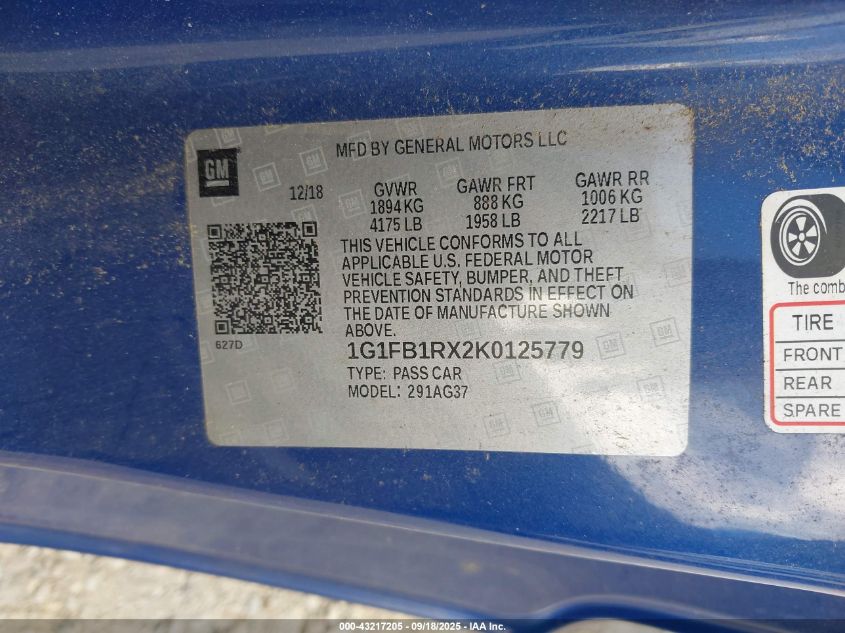 MFD BY GENERAL MOTORS LLC
GM
12/18
GVWR
1894 KG
4175 LB
GAWR FRT
888 KG
1958 LB
GAWR RR
1006 KG
2217 LB
THIS VEHICLE CONFORMS TO ALL
APPLICABLE U.S. FEDERAL MOTOR
VEHICLE SAFETY, BUMPER, AND THEFT
PREVENTION STANDARDS IN EFFECT ON
THE DATE OF MANUFACTURE SHOWN
ABOVE.
627D
1G1FB1RX2K0125779
TYPE: PASS CAR
MODEL: 291AG37
The comb
TIRE
FRONT
REAR
SPARE
000-43217205 - 09/18/2025 - IAA Inc.